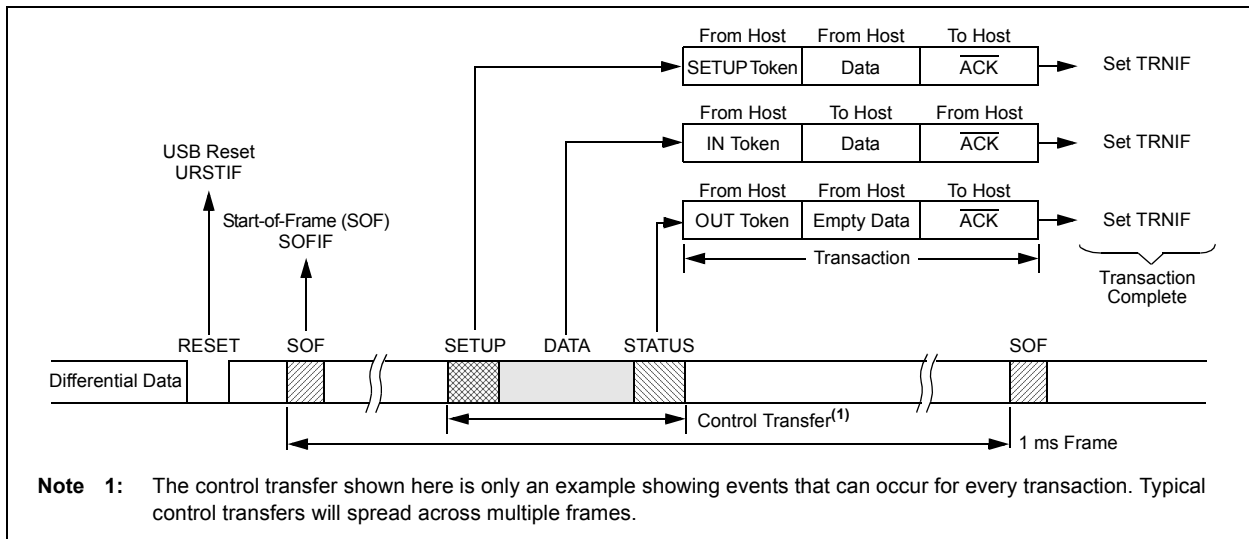 From Host From Host To Host
SETUP Token Data ACK Set TRNIF
From Host To Host From Host
IN Token Data ACK Set TRNIF
USB Reset
URSTIF
From Host From Host To Host
OUT Token Empty Data ACK Set TRNIF
Start-of-Frame (SOF)
SOFIF
Transaction
Transaction
Complete
RESET SOF SETUP DATA STATUS SOF
Differential Data
Control Transfer(1)
1 ms Frame
Note 1: The control transfer shown here is only an example showing events that can occur for every transaction. Typical
control transfers will spread across multiple frames.